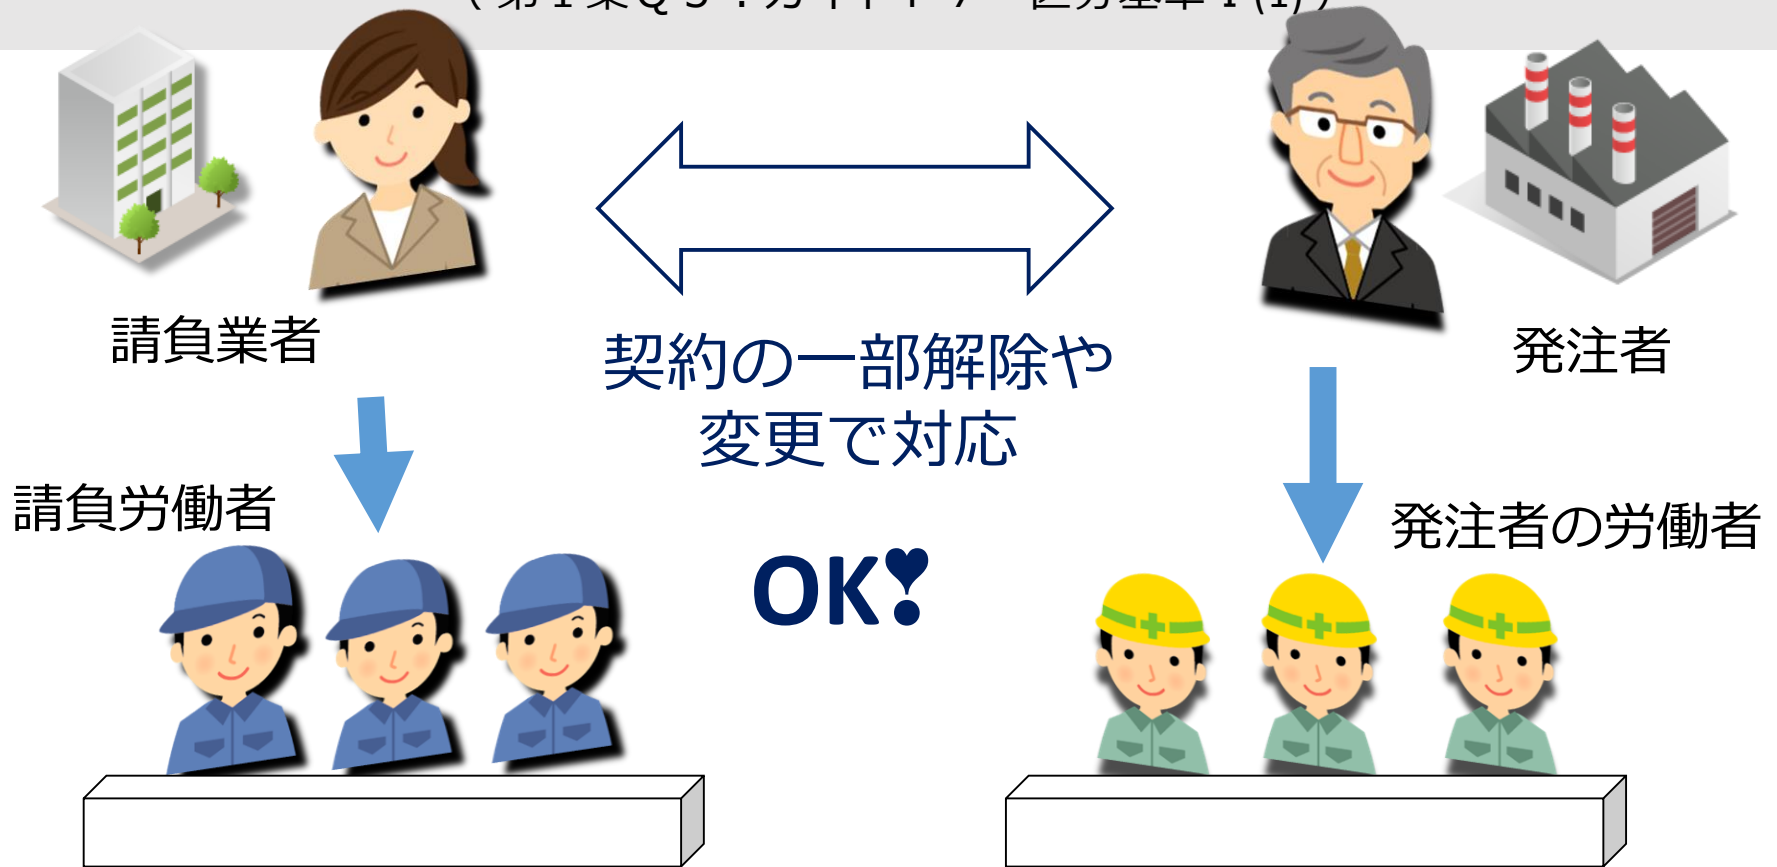 請負業者
発注者
契約の一部解除や
変更で対応
請負労働者
発注者の労働者
OK❣